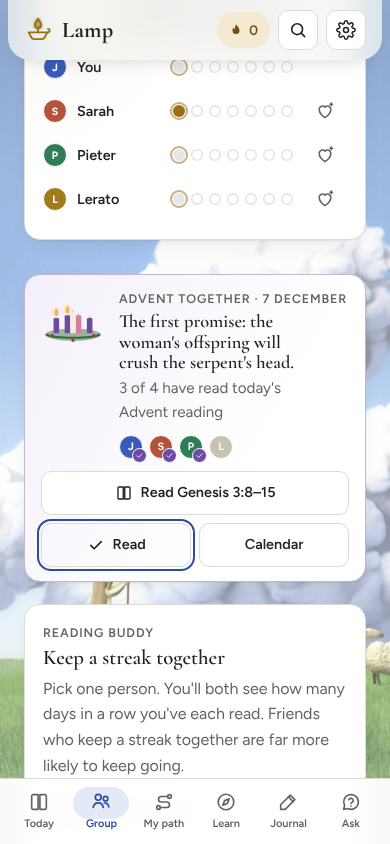 Lamp
0
J
You
S
Sarah
P
Pieter
L
Lerato
ADVENT TOGETHER · 7 DECEMBER
The first promise: the
woman's offspring will
crush the serpent's head.
3 of 4 have read today's
Advent reading
J S P L
Read Genesis 3:8–15
Read
Calendar
READING BUDDY
Keep a streak together
Pick one person. You'll both see how many
days in a row you've each read. Friends
who keep a streak together are far more
likely to keep going.
Today
Group
My path
Learn
Journal
Ask